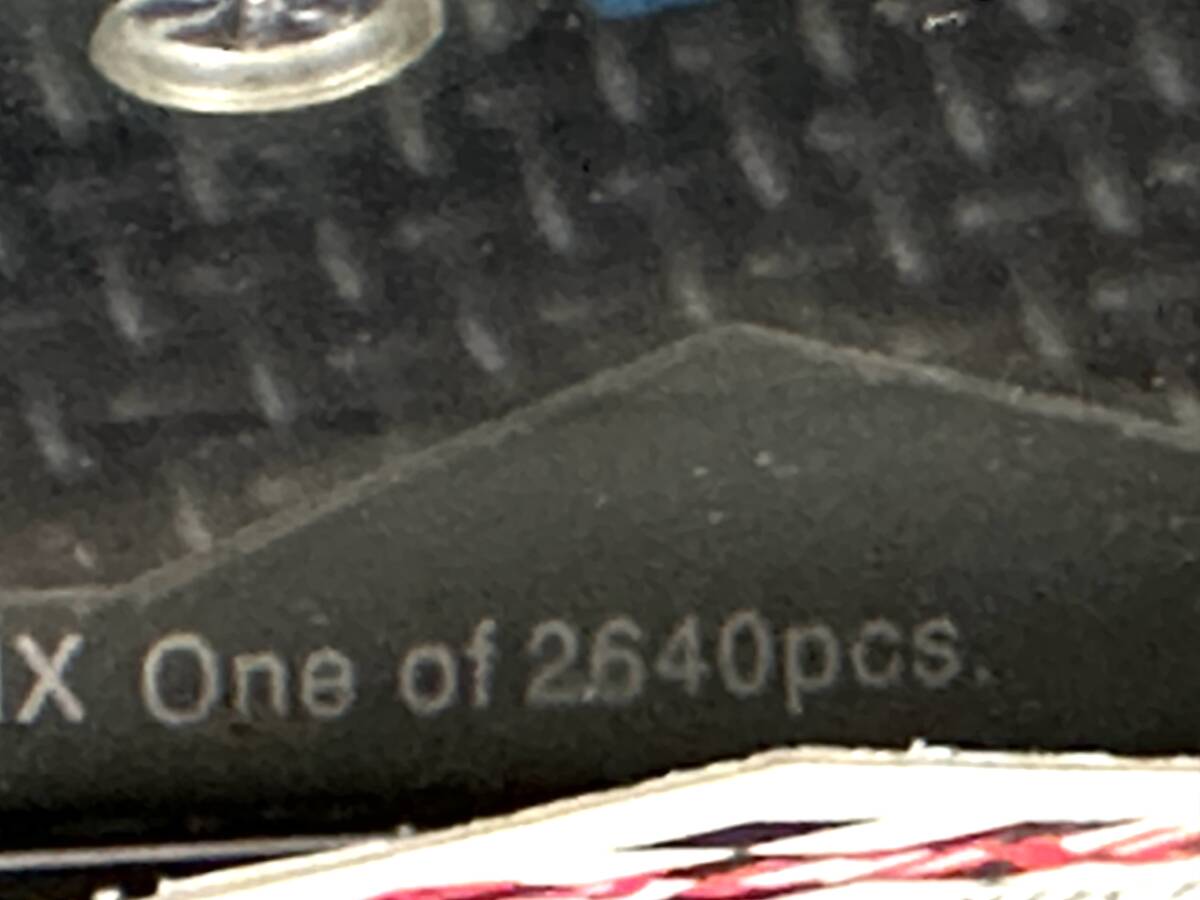 X One of 2640pcs.